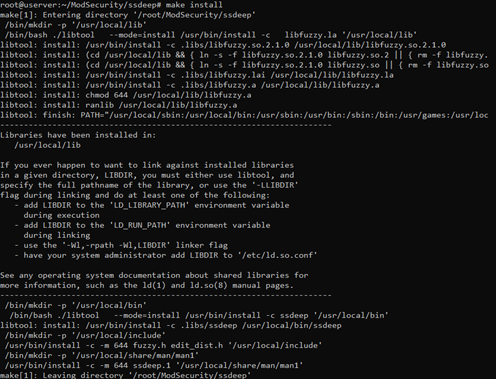 root@userver:~/ModSecurity/ssdeep# make install
make[1]: Entering directory '/root/ModSecurity/ssdeep'
/bin/mkdir -p '/usr/local/lib'
/bin/bash ./libtool   --mode=install /usr/bin/install -c   libfuzzy.la '/usr/local/lib'
libtool: install: /usr/bin/install -c .libs/libfuzzy.so.2.1.0 /usr/local/lib/libfuzzy.so.2.1.0
libtool: install: (cd /usr/local/lib && { ln -s -f libfuzzy.so.2.1.0 libfuzzy.so.2 || { rm -f libfuzzy.
libtool: install: (cd /usr/local/lib && { ln -s -f libfuzzy.so.2.1.0 libfuzzy.so || { rm -f libfuzzy.so
libtool: install: /usr/bin/install -c .libs/libfuzzy.lai /usr/local/lib/libfuzzy.la
libtool: install: /usr/bin/install -c .libs/libfuzzy.a /usr/local/lib/libfuzzy.a
libtool: install: chmod 644 /usr/local/lib/libfuzzy.a
libtool: install: ranlib /usr/local/lib/libfuzzy.a
libtool: finish: PATH="/usr/local/sbin:/usr/local/bin:/usr/sbin:/usr/bin:/sbin:/bin:/usr/games:/usr/loc
----------------------------------------------------------------------
Libraries have been installed in:
   /usr/local/lib
If you ever happen to want to link against installed libraries
in a given directory, LIBDIR, you must either use libtool, and
specify the full pathname of the library, or use the '-LLIBDIR'
flag during linking and do at least one of the following:
   - add LIBDIR to the 'LD_LIBRARY_PATH' environment variable
     during execution
   - add LIBDIR to the 'LD_RUN_PATH' environment variable
     during linking
   - use the '-Wl,-rpath -Wl,LIBDIR' linker flag
   - have your system administrator add LIBDIR to '/etc/ld.so.conf'
See any operating system documentation about shared libraries for
more information, such as the ld(1) and ld.so(8) manual pages.
----------------------------------------------------------------------
/bin/mkdir -p '/usr/local/bin'
/bin/bash ./libtool   --mode=install /usr/bin/install -c ssdeep '/usr/local/bin'
libtool: install: /usr/bin/install -c .libs/ssdeep /usr/local/bin/ssdeep
/bin/mkdir -p '/usr/local/include'
/usr/bin/install -c -m 644 fuzzy.h edit_dist.h '/usr/local/include'
/bin/mkdir -p '/usr/local/share/man/man1'
/usr/bin/install -c -m 644 ssdeep.1 '/usr/local/share/man/man1'
make[1]: Leaving directory '/root/ModSecurity/ssdeep'